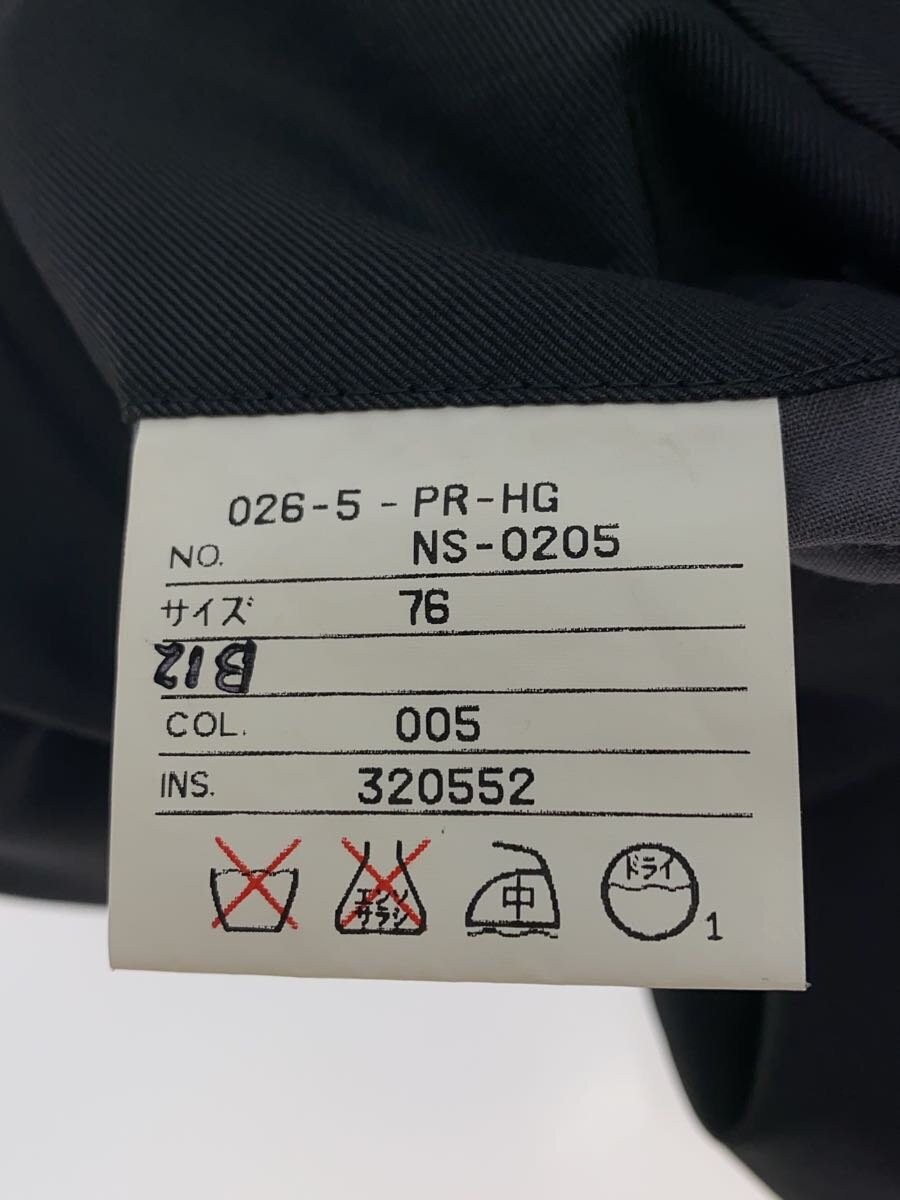 026-5-PR-HG
NO. NS-0205
サイズ 76
B12
COL. 005
INS. 320552
エンソ
サラシ
中
ドライ
1